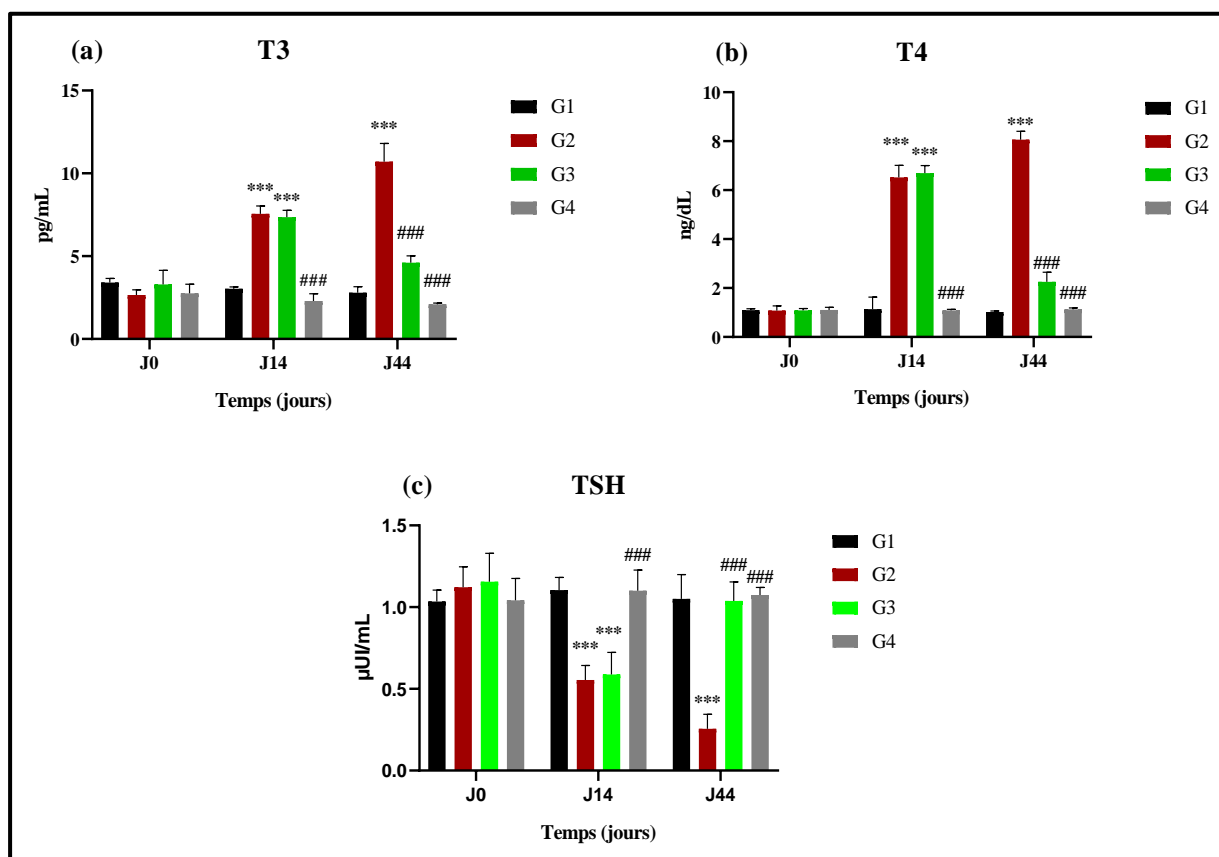 (a)
T3
15
10
5
0
pg/mL
***
***
***
###
###
###
J0
J14
J44
Temps (jours)
G1
G2
G3
G4
(b)
T4
10
8
6
4
2
0
ng/dL
***
***
***
###
###
###
J0
J14
J44
Temps (jours)
G1
G2
G3
G4
(c)
TSH
1.5
1.0
0.5
0.0
µUI/mL
###
***
***
###
###
***
J0
J14
J44
Temps (jours)
G1
G2
G3
G4